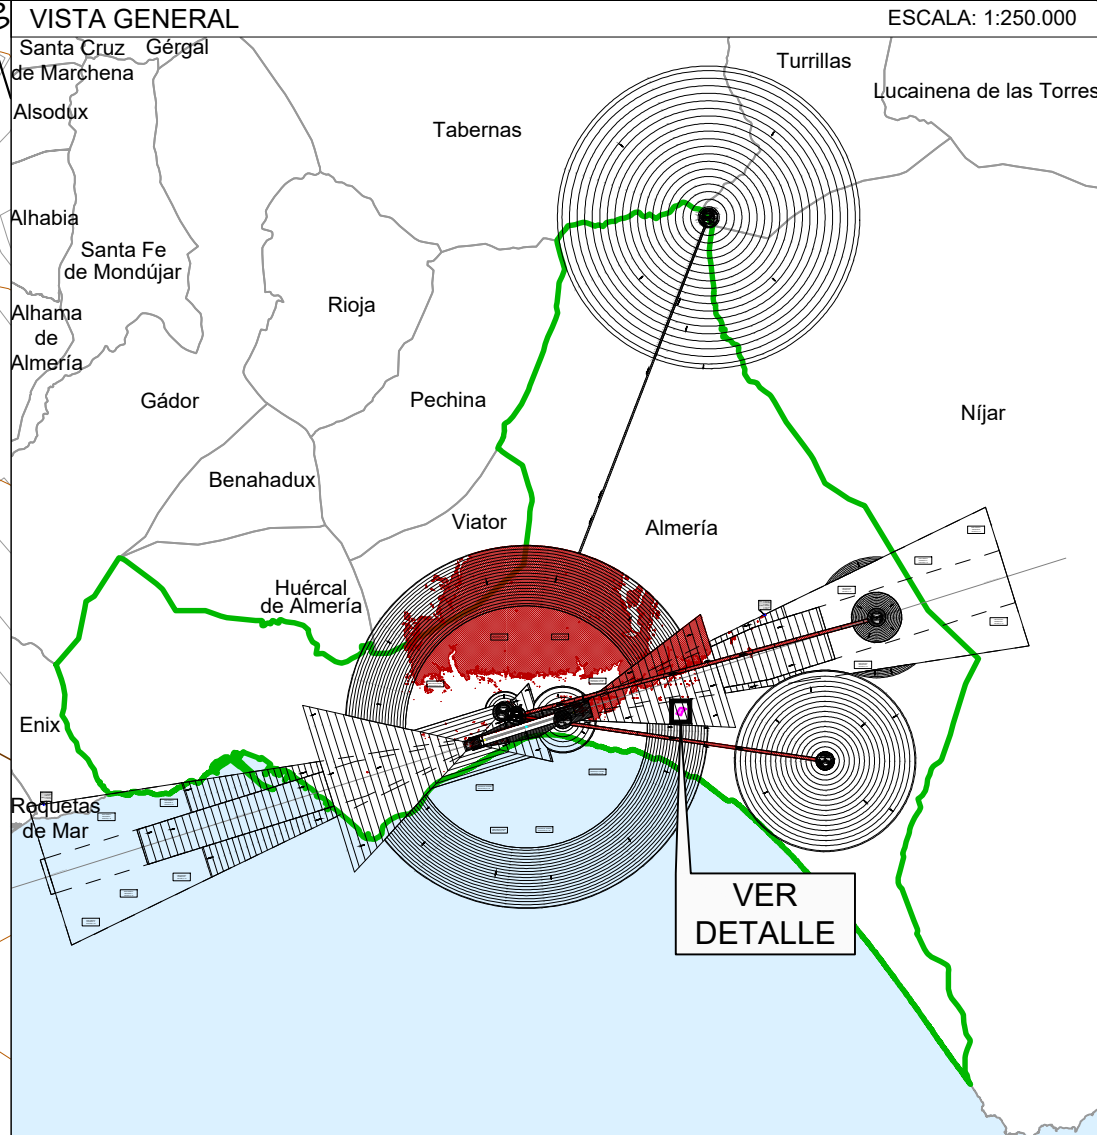 VISTA GENERAL
ESCALA: 1:250.000
Santa Cruz
de Marchena
Gérgal
Turrillas
Lucainena de las Torres
Alsodux
Tabernas
Alhabia
Santa Fe
de Mondújar
Rioja
Alhama
de
Almería
Gádor
Pechina
Níjar
Benahadux
Viator
Almería
Huércal
de Almería
Enix
Roquetas
de Mar
VER
DETALLE